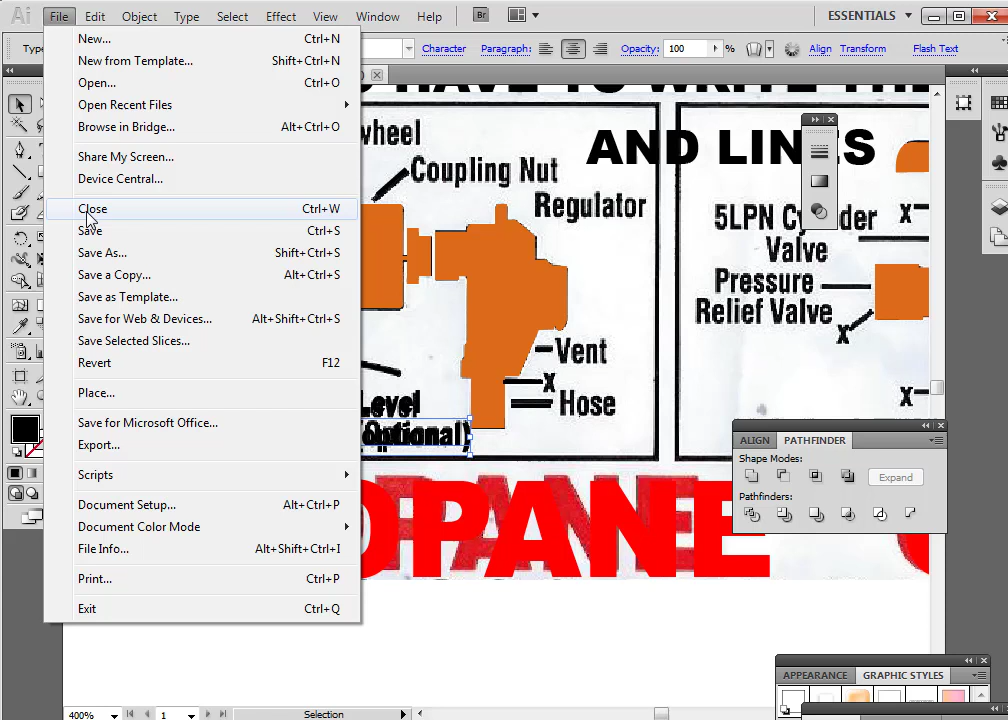 Ai File Edit Object Type Select Effect View Window Help Br ESSENTIALS
Type Character Paragraph: Opacity: 100 % Align Transform Flash Text
New... Ctrl+N
New from Template... Shift+Ctrl+N
Open... Ctrl+O
Open Recent Files
Browse in Bridge... Alt+Ctrl+O
Share My Screen...
Device Central...
Close Ctrl+W
Save Ctrl+S
Save As... Shift+Ctrl+S
Save a Copy... Alt+Ctrl+S
Save as Template...
Save for Web & Devices... Alt+Shift+Ctrl+S
Save Selected Slices...
Revert F12
Place...
Save for Microsoft Office...
Export...
Scripts
Document Setup... Alt+Ctrl+P
Document Color Mode
File Info... Alt+Shift+Ctrl+I
Print... Ctrl+P
Exit Ctrl+Q
HAVE TO WRITE THE
AND LINES
wheel
Coupling Nut
Regulator
Vent
X
Hose
Level
(Optional)
5LPN Cylinder
Valve
X
Pressure
Relief Valve
X
X
OPANE
ALIGN PATHFINDER
Shape Modes:
Expand
Pathfinders:
APPEARANCE GRAPHIC STYLES
400% 1 Selection